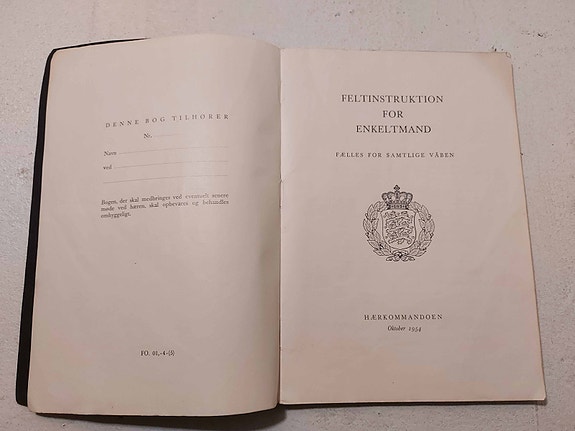 DENNE BOG TILHØRER
Nr.
Navn
ved
Bogen, der skal medbringes ved eventuelt senere
møde ved hæren, skal opbevares og behandles
omhyggeligt.
FO. 01,-4-(5)
FELTINSTRUKTION
FOR
ENKELTMAND
FÆLLES FOR SAMTLIGE VÅBEN
HÆRKOMMANDOEN
Oktober 1954